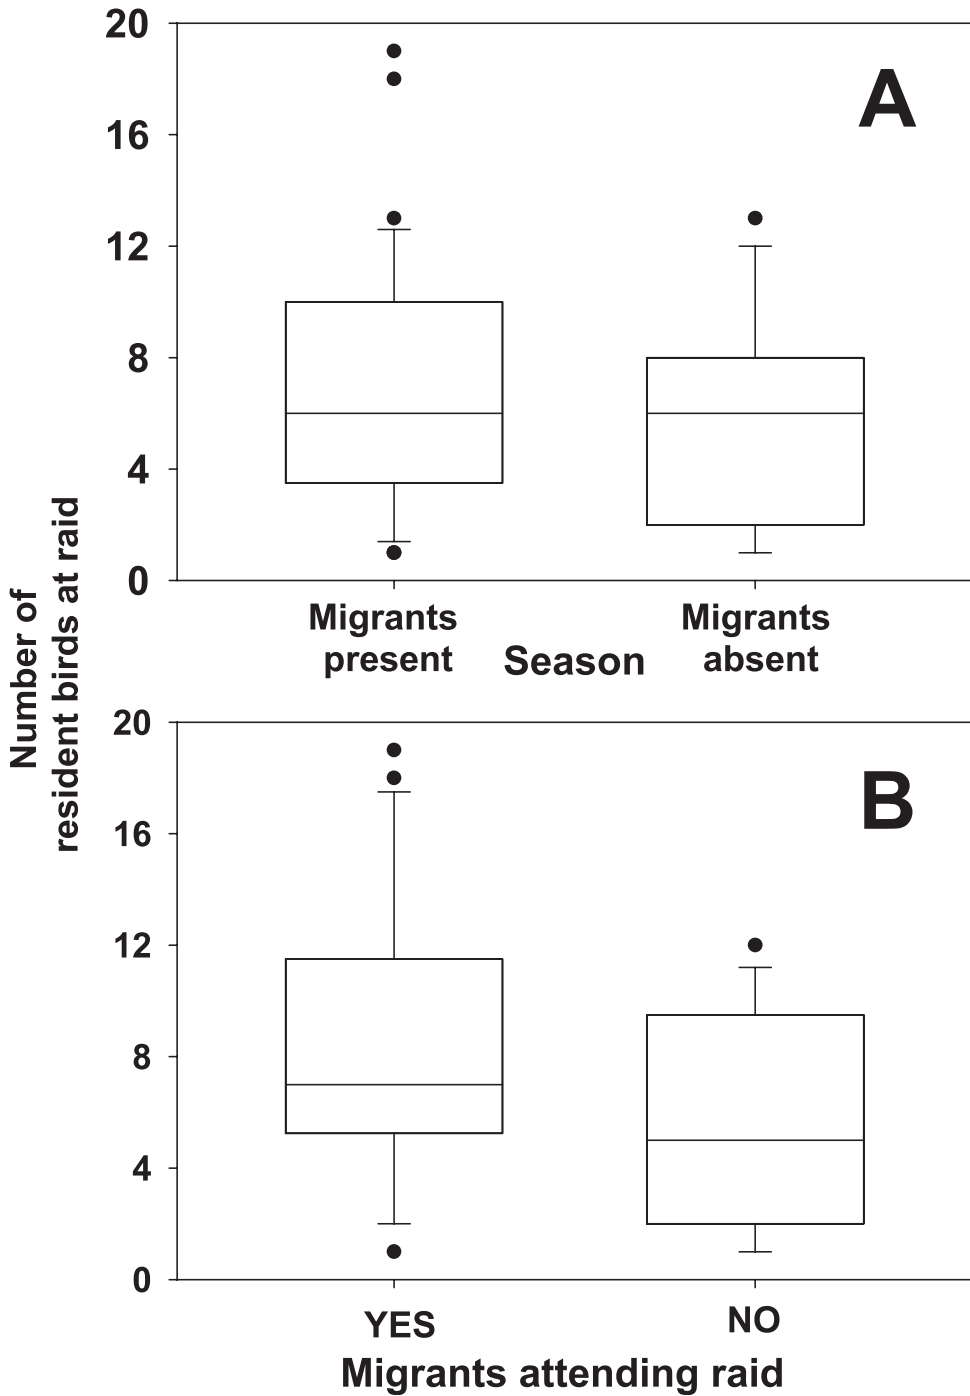 20
16
12
8
4
0
A
Migrants
present
Season
Migrants
absent
Number of
resident birds at raid
20
16
12
8
4
0
B
YES
NO
Migrants attending raid